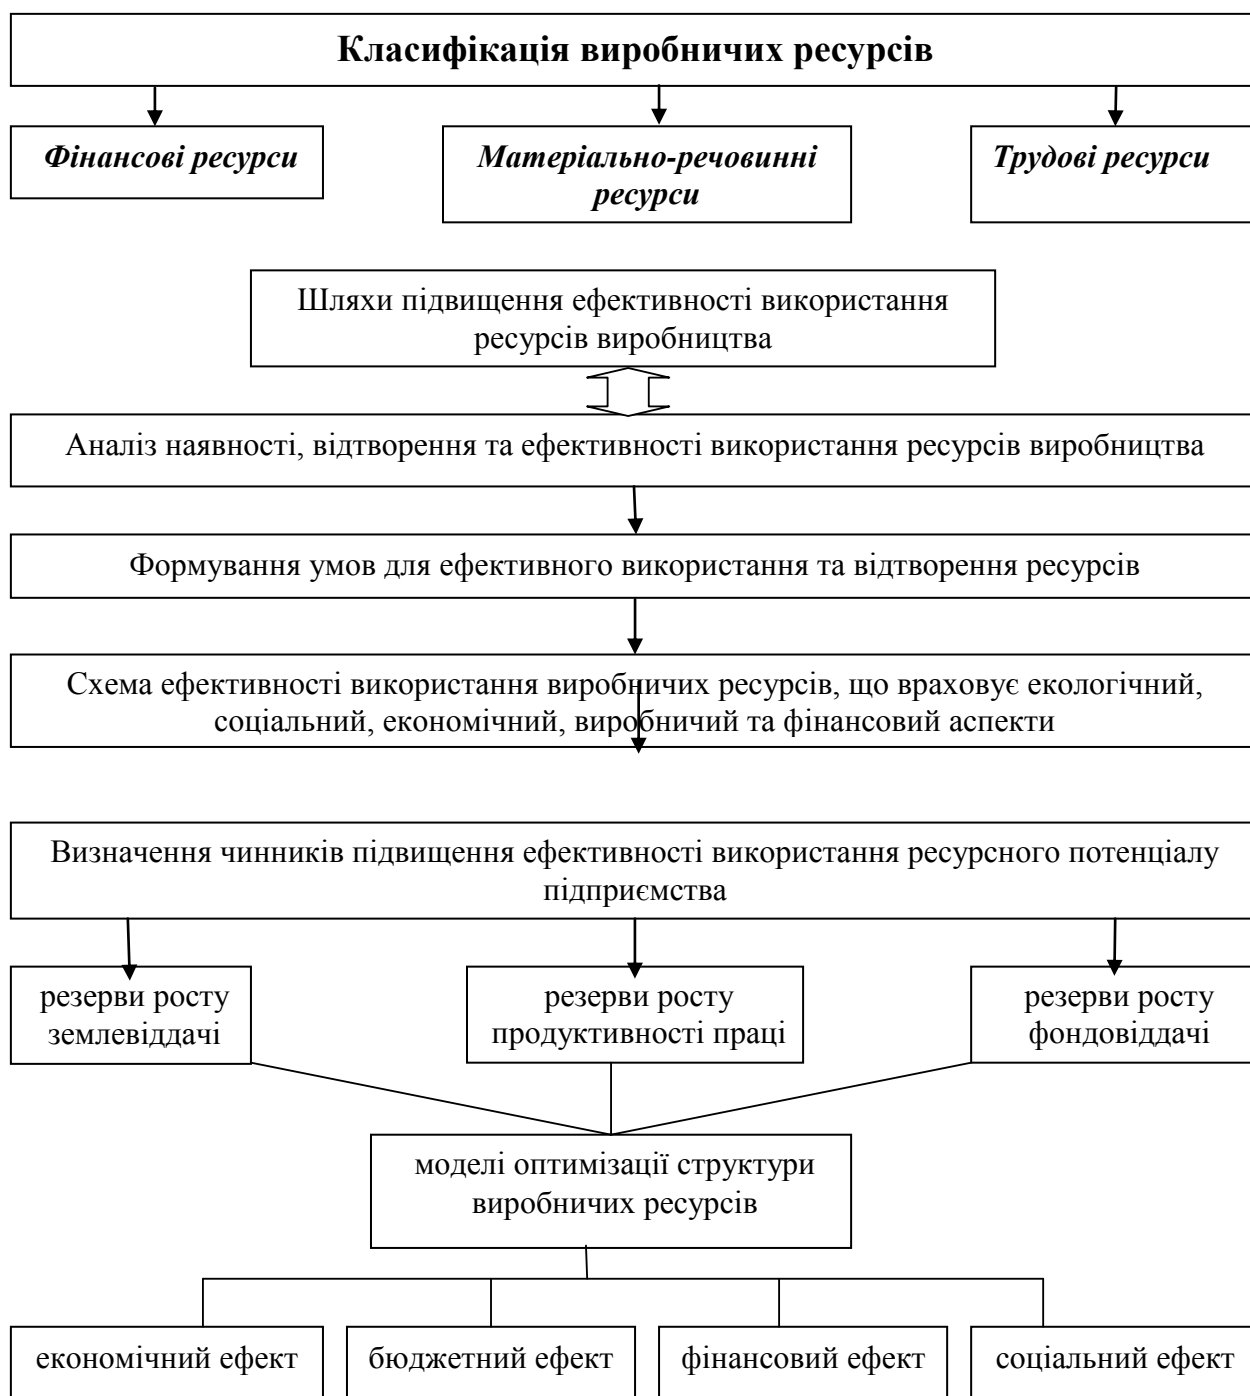 Класифікація виробничих ресурсів
Фінансові ресурси
Матеріально-речовинні
ресурси
Трудові ресурси
Шляхи підвищення ефективності використання
ресурсів виробництва
Аналіз наявності, відтворення та ефективності використання ресурсів виробництва
Формування умов для ефективного використання та відтворення ресурсів
Схема ефективності використання виробничих ресурсів, що враховує екологічний,
соціальний, економічний, виробничий та фінансовий аспекти
Визначення чинників підвищення ефективності використання ресурсного потенціалу
підприємства
резерви росту
землевіддачі
резерви росту
продуктивності праці
резерви росту
фондовіддачі
моделі оптимізації структури
виробничих ресурсів
економічний ефект
бюджетний ефект
фінансовий ефект
соціальний ефект